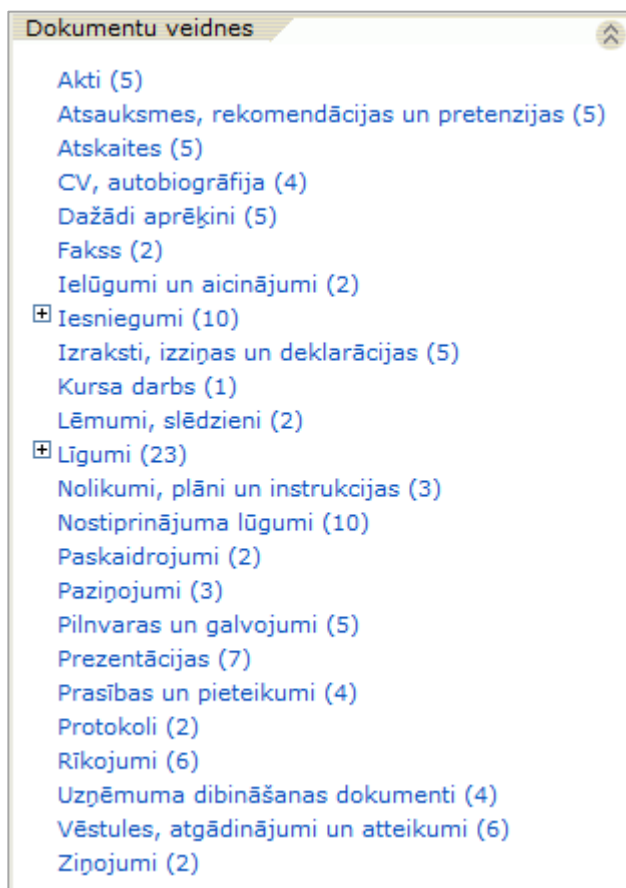 Dokumentu veidnes
Akti (5)
Atsauksmes, rekomendācijas un pretenzijas (5)
Atskaites (5)
CV, autobiogrāfija (4)
Dažādi aprēķini (5)
Fakss (2)
Ielūgumi un aicinājumi (2)
Iesniegumi (10)
Izraksti, izziņas un deklarācijas (5)
Kursa darbs (1)
Lēmumi, slēdzieni (2)
Līgumi (23)
Nolikumi, plāni un instrukcijas (3)
Nostiprinājuma lūgumi (10)
Paskaidrojumi (2)
Paziņojumi (3)
Pilnvaras un galvojumi (5)
Prezentācijas (7)
Prasības un pieteikumi (4)
Protokoli (2)
Rīkojumi (6)
Uzņēmuma dibināšanas dokumenti (4)
Vēstules, atgādinājumi un atteikumi (6)
Ziņojumi (2)